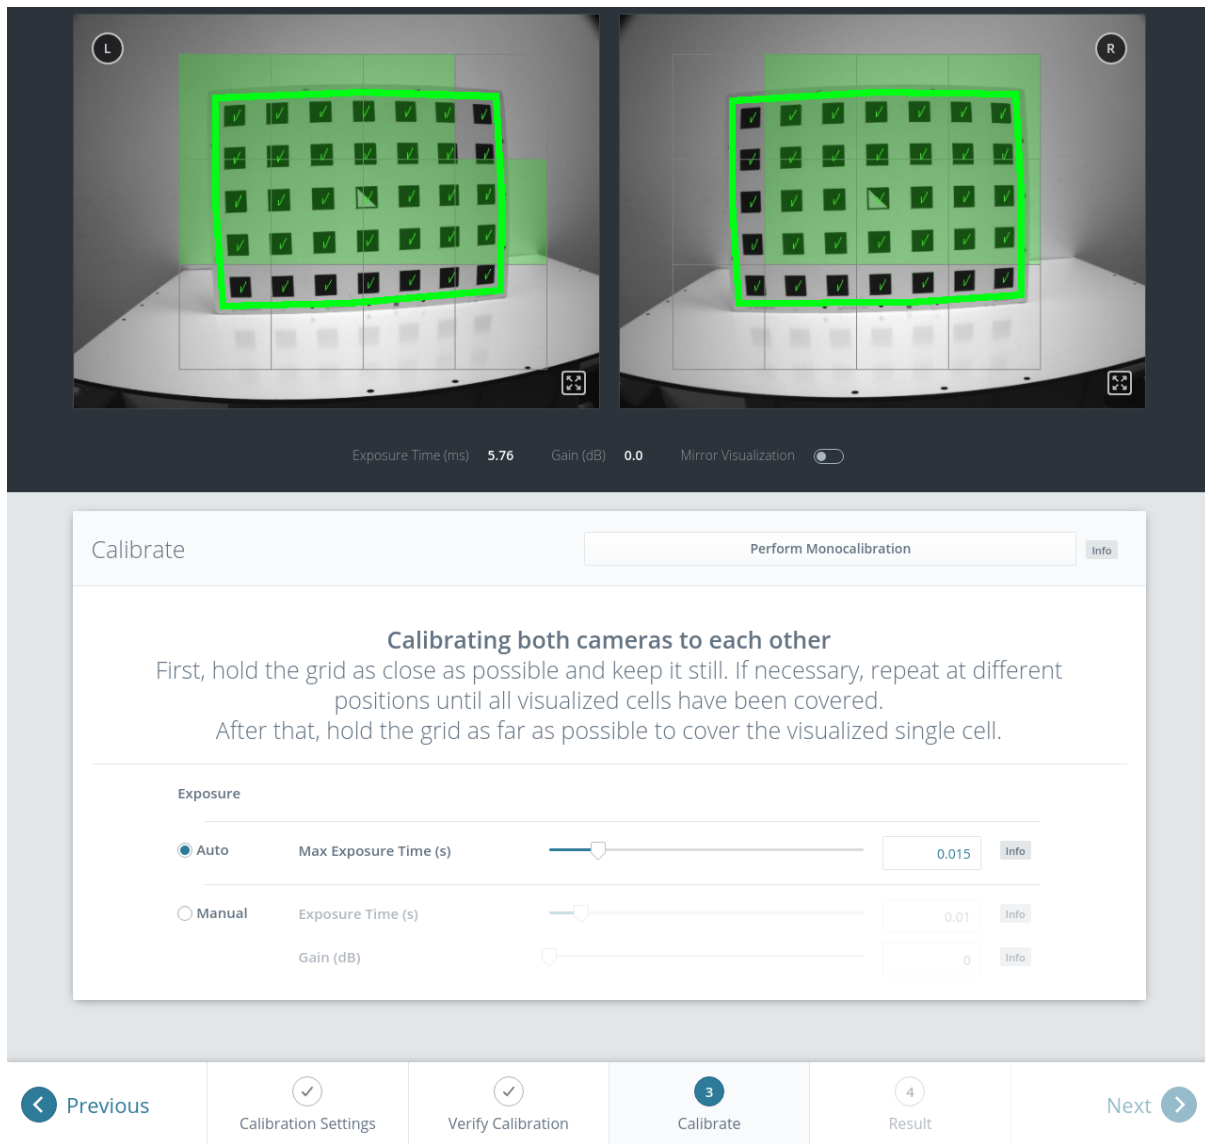 L
R
Exposure Time (ms) 5.76 Gain (dB) 0.0 Mirror Visualization
Calibrate
Perform Monocalibration
Info
Calibrating both cameras to each other
First, hold the grid as close as possible and keep it still. If necessary, repeat at different
positions until all visualized cells have been covered.
After that, hold the grid as far as possible to cover the visualized single cell.
Exposure
Auto Max Exposure Time (s) 0.015 Info
Manual Exposure Time (s) 0.01 Info
Gain (dB) 0 Info
Previous
Calibration Settings
Verify Calibration
3
Calibrate
4
Result
Next